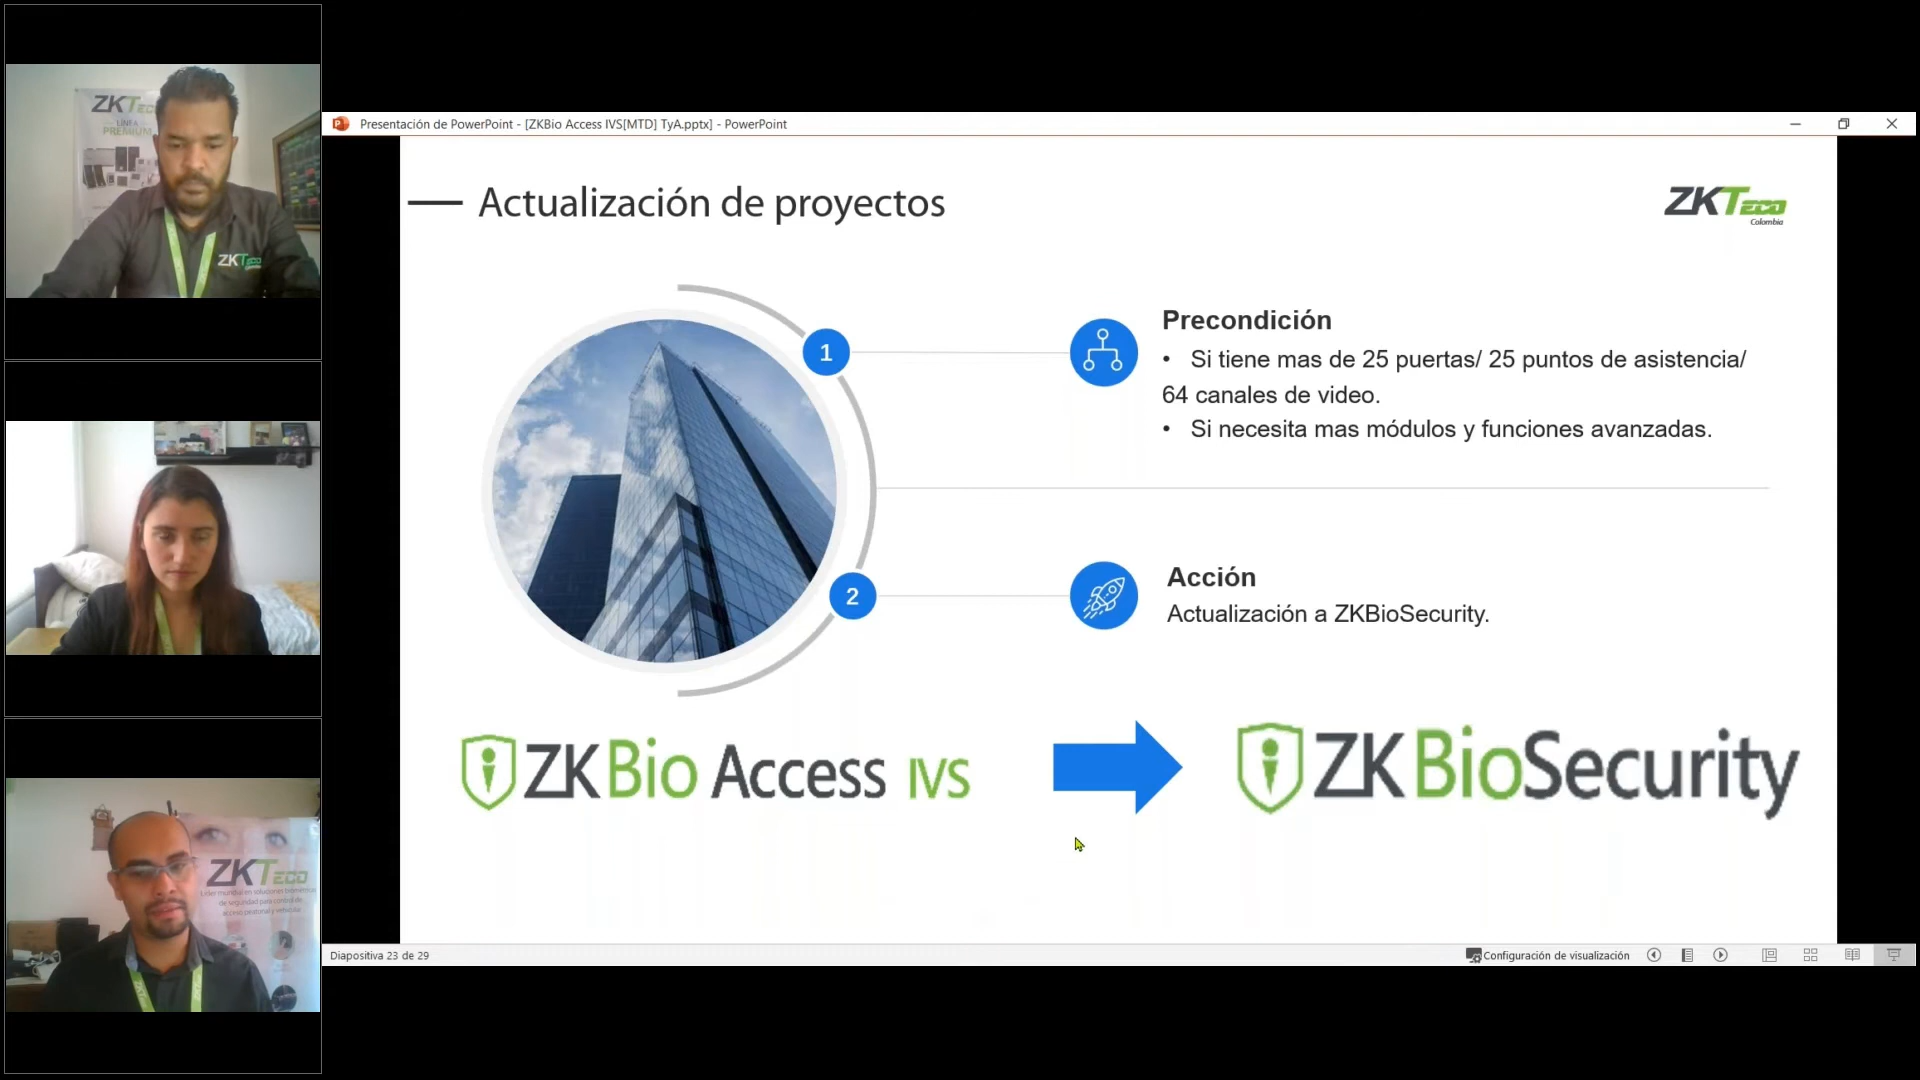 ZKTeco
LÍNEA
PREMIUM
ZKTeco
ZKTeco
Presentación de PowerPoint - [ZKBio Access IVS[MTD] TyA.pptx] - PowerPoint
Actualización de proyectos
ZKTeco
Colombia
1
Precondición
• Si tiene mas de 25 puertas/ 25 puntos de asistencia/
64 canales de video.
• Si necesita mas módulos y funciones avanzadas.
2
Acción
Actualización a ZKBioSecurity.
ZKBio Access IVS
ZKBioSecurity
Diapositiva 23 de 29
Configuración de visualización